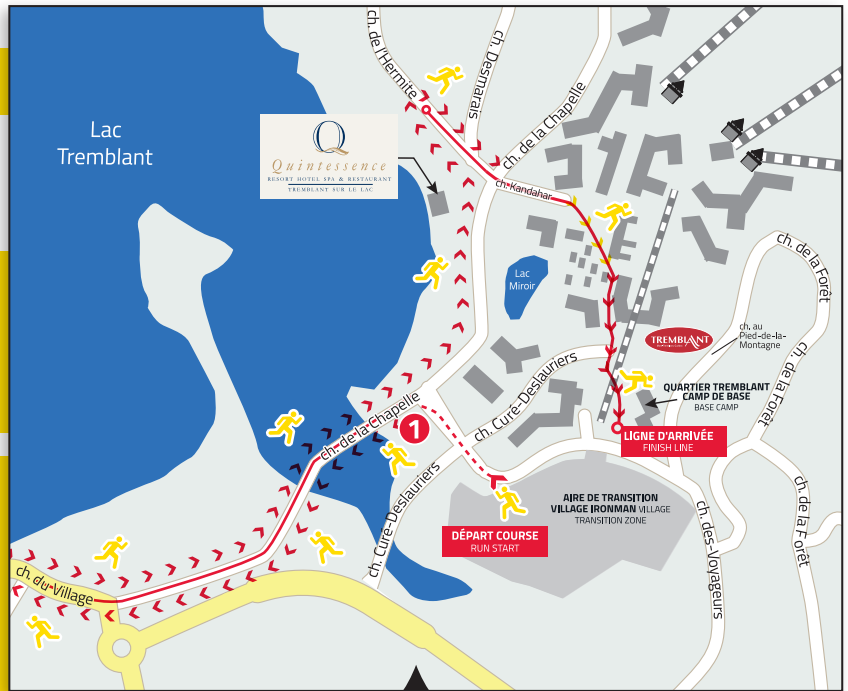 ch. de l'Hermite
ch. Desmarais
ch. de la Chapelle
Lac
Tremblant
Q
Quintessence
RESORT HOTEL SPA & RESTAURANT
TREMBLANT SUR LE LAC
ch. Kandahar
Lac
Miroir
ch. de la Forêt
TREMBLANT
ch. au
Pied-de-la-
Montagne
ch. de la Forêt
QUARTIER TREMBLANT
CAMP DE BASE
BASE CAMP
ch. Curé-Deslauriers
ch. de la Chapelle
1
LIGNE D'ARRIVÉE
FINISH LINE
ch. Curé-Deslauriers
AIRE DE TRANSITION
VILLAGE IRONMAN VILLAGE
TRANSITION ZONE
DÉPART COURSE
RUN START
ch. des-Voyageurs
ch. de la Forêt
ch. du Village